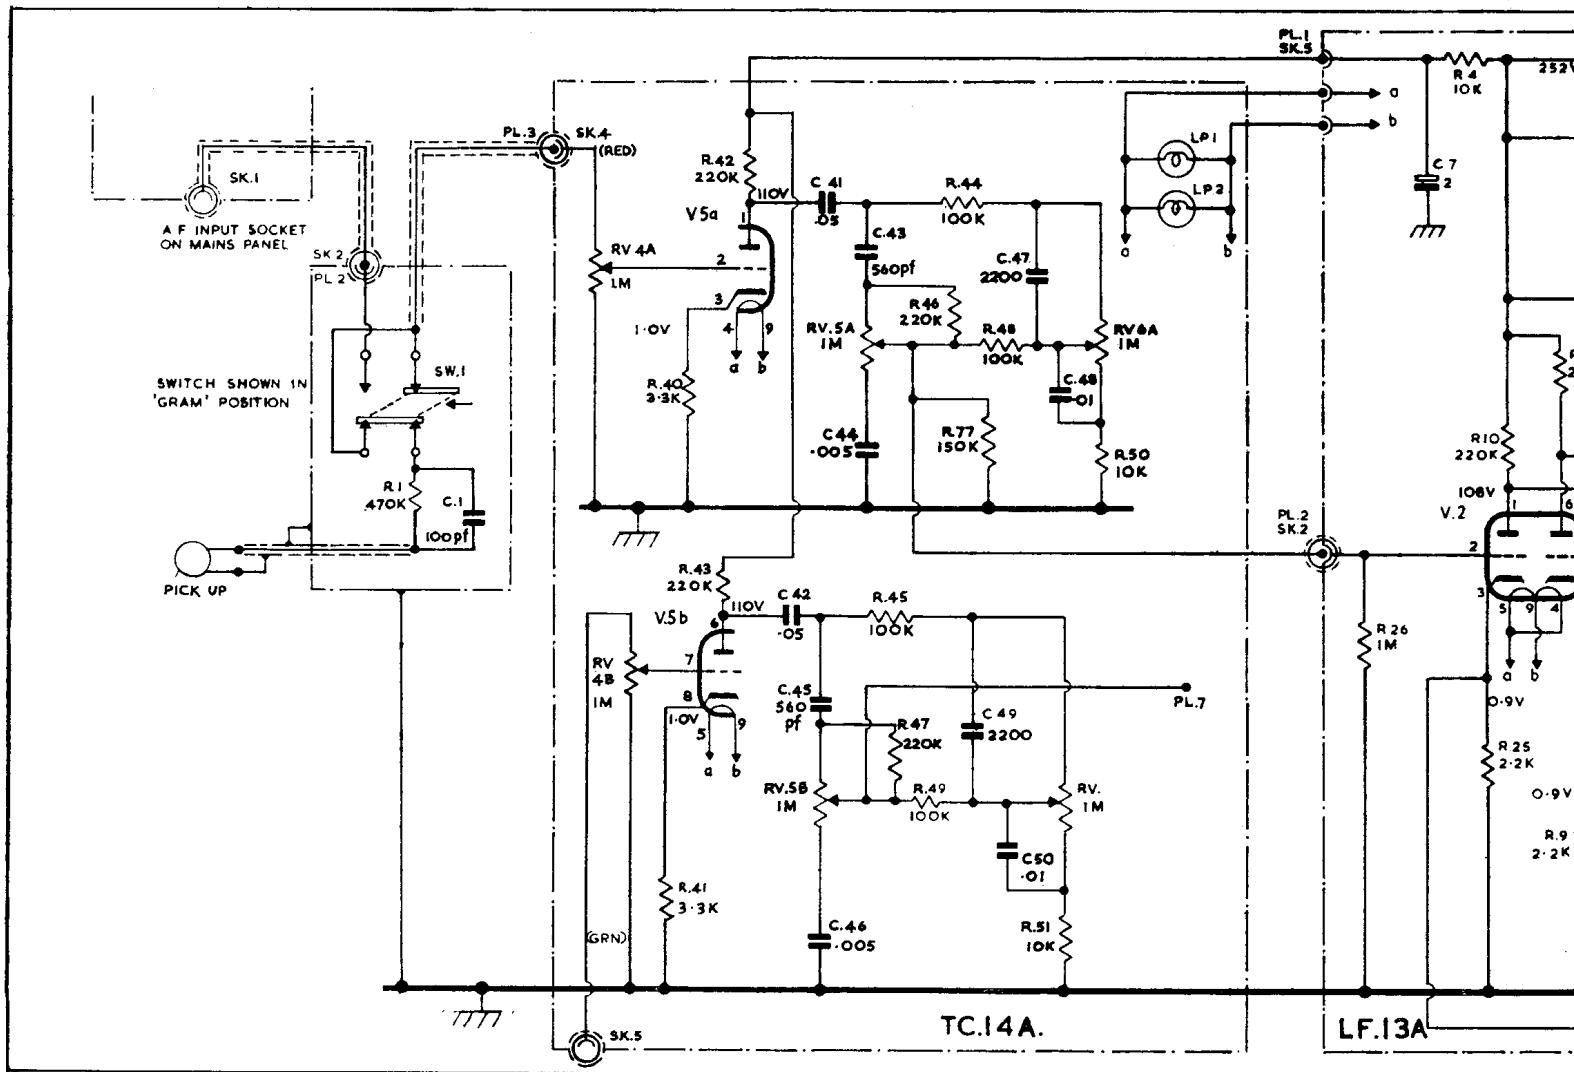 PL.1
SK.5
R 4
10K
252V
a
b
C 7
2
PL.3
SK.4
(RED)
LP1
LP2
a
b
SK.1
A F INPUT SOCKET
ON MAINS PANEL
SK 2
PL 2
R.42
220K
110V
V 5a
1
2
3
4
9
a
b
1.0V
RV 4A
1M
R.40
3.3K
C 41
.05
R.44
100K
C.43
560pf
C.47
2200
R.46
220K
R.48
100K
RV.5A
1M
RV6A
1M
C.48
.01
C 44
.005
R.77
150K
R.50
10K
SWITCH SHOWN IN
'GRAM' POSITION
SW.1
R.1
470K
C.1
100pf
PICK UP
R10
220K
108V
V.2
1
6
2
3
5
9
4
a
b
0.9V
PL.2
SK.2
R.26
1M
R.25
2.2K
0.9V
R.9
2.2K
R.43
220K
110V
V.5b
6
7
8
1.0V
5
9
a
b
RV
4B
1M
C 42
.05
R.45
100K
C.45
560
pf
R.47
220K
C 49
2200
PL.7
RV.5B
1M
R.49
100K
RV.
1M
C50
.01
R.41
3.3K
C.46
.005
R.51
10K
(GRN)
SK.5
TC.14A.
LF.13A